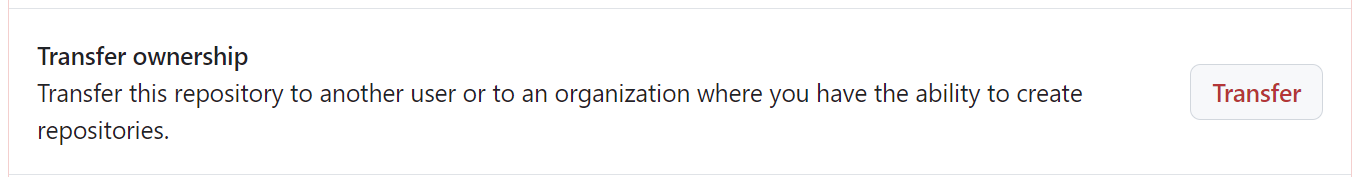 Transfer ownership
Transfer this repository to another user or to an organization where you have the ability to create
repositories.
Transfer